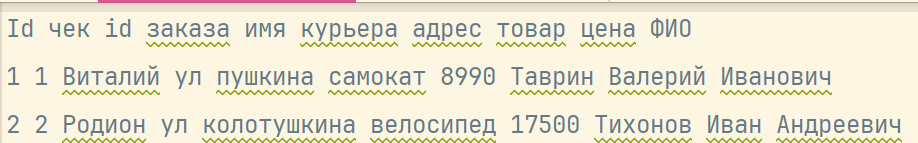 Id чек id заказа имя курьера адрес товар цена ФИО
1 1 Виталий ул пушкина самокат 8990 Таврин Валерий Иванович
2 2 Родион ул колотушкина велосипед 17500 Тихонов Иван Андреевич